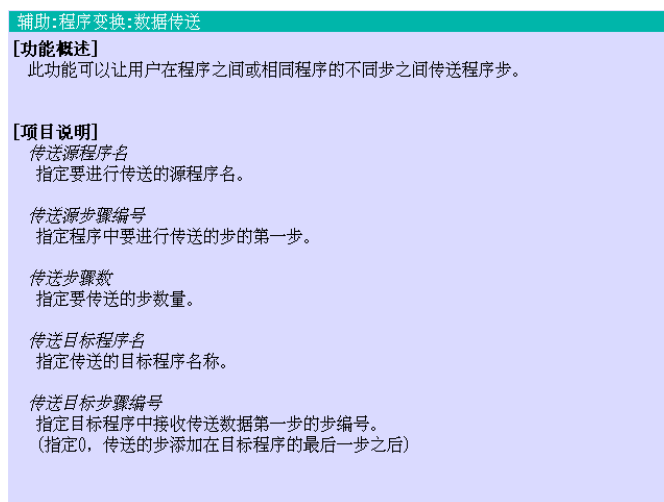 辅助:程序变换:数据传送
[功能概述]
此功能可以让用户在程序之间或相同程序的不同步之间传送程序步。
[项目说明]
传送源程序名
指定要进行传送的源程序名。
传送源步骤编号
指定程序中要进行传送的步的第一步。
传送步骤数
指定要传送的步数量。
传送目标程序名
指定传送的目标程序名称。
传送目标步骤编号
指定目标程序中接收传送数据第一步的步编号。
(指定0, 传送的步添加在目标程序的最后一步之后)